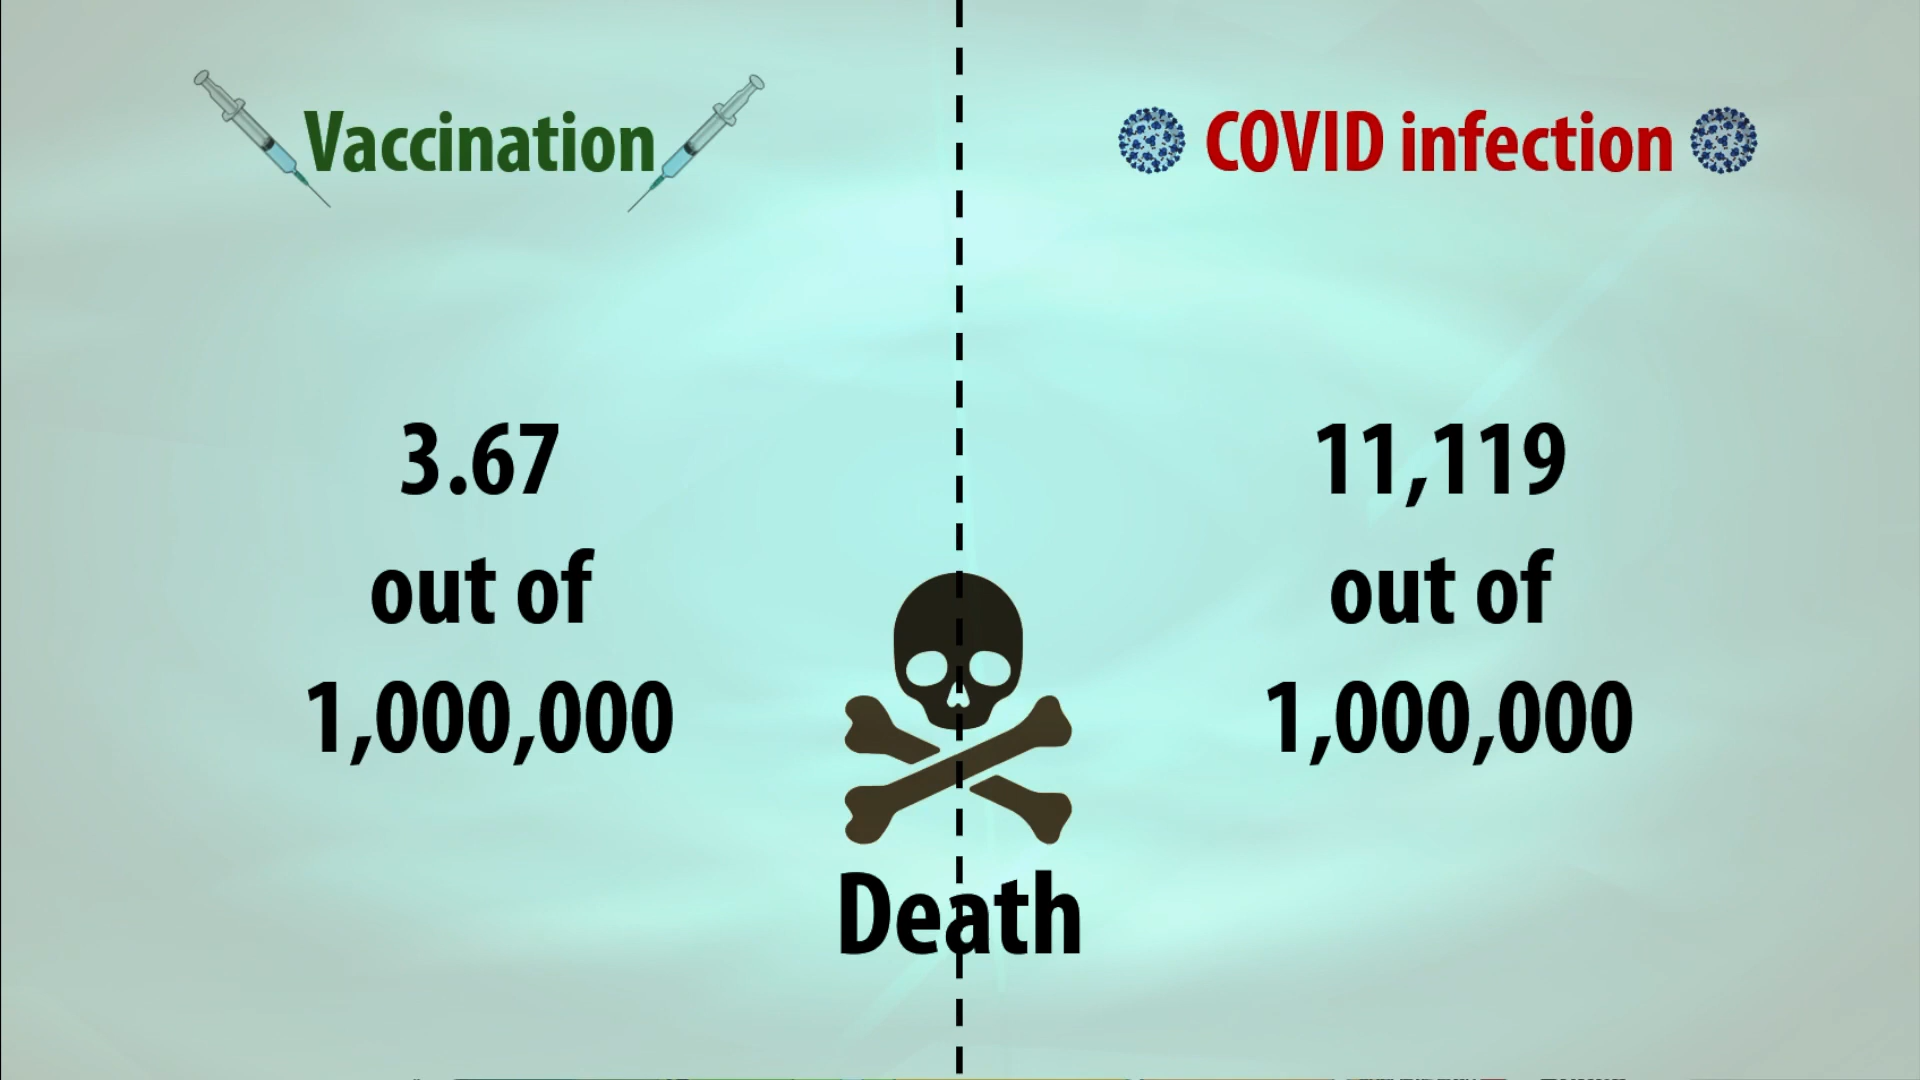 Vaccination
COVID infection
3.67
out of
1,000,000
11,119
out of
1,000,000
Death